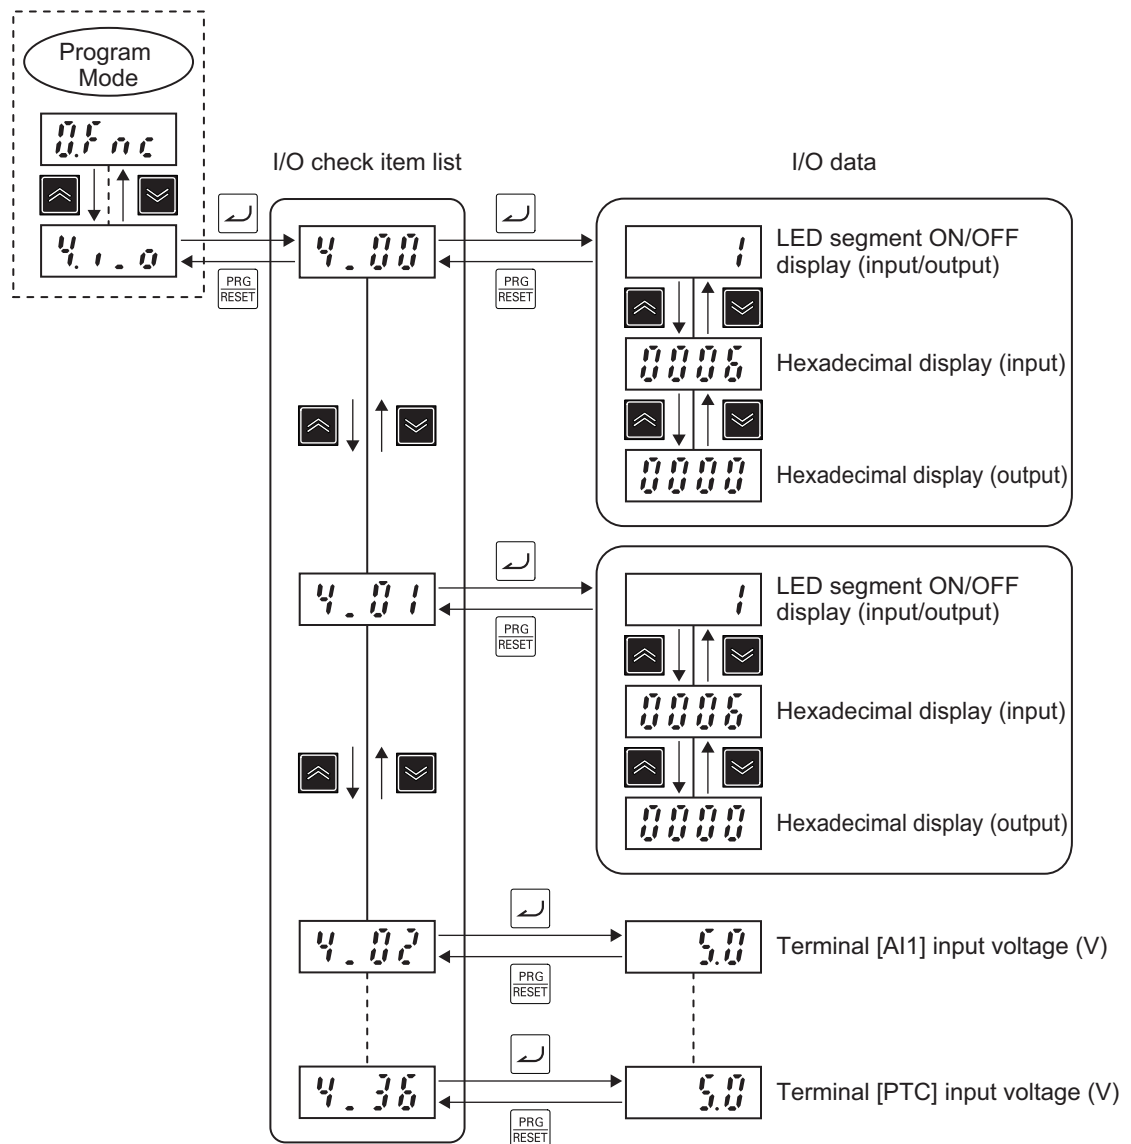 Program
Mode
0.Fnc
I/O check item list
I/O data
4.i_o
4_00
1
LED segment ON/OFF
display (input/output)
PRG
RESET
PRG
RESET
0006
Hexadecimal display (input)
0000
Hexadecimal display (output)
4_01
1
LED segment ON/OFF
display (input/output)
PRG
RESET
0006
Hexadecimal display (input)
0000
Hexadecimal display (output)
4_02
5.0
Terminal [AI1] input voltage (V)
PRG
RESET
4_36
5.0
Terminal [PTC] input voltage (V)
PRG
RESET